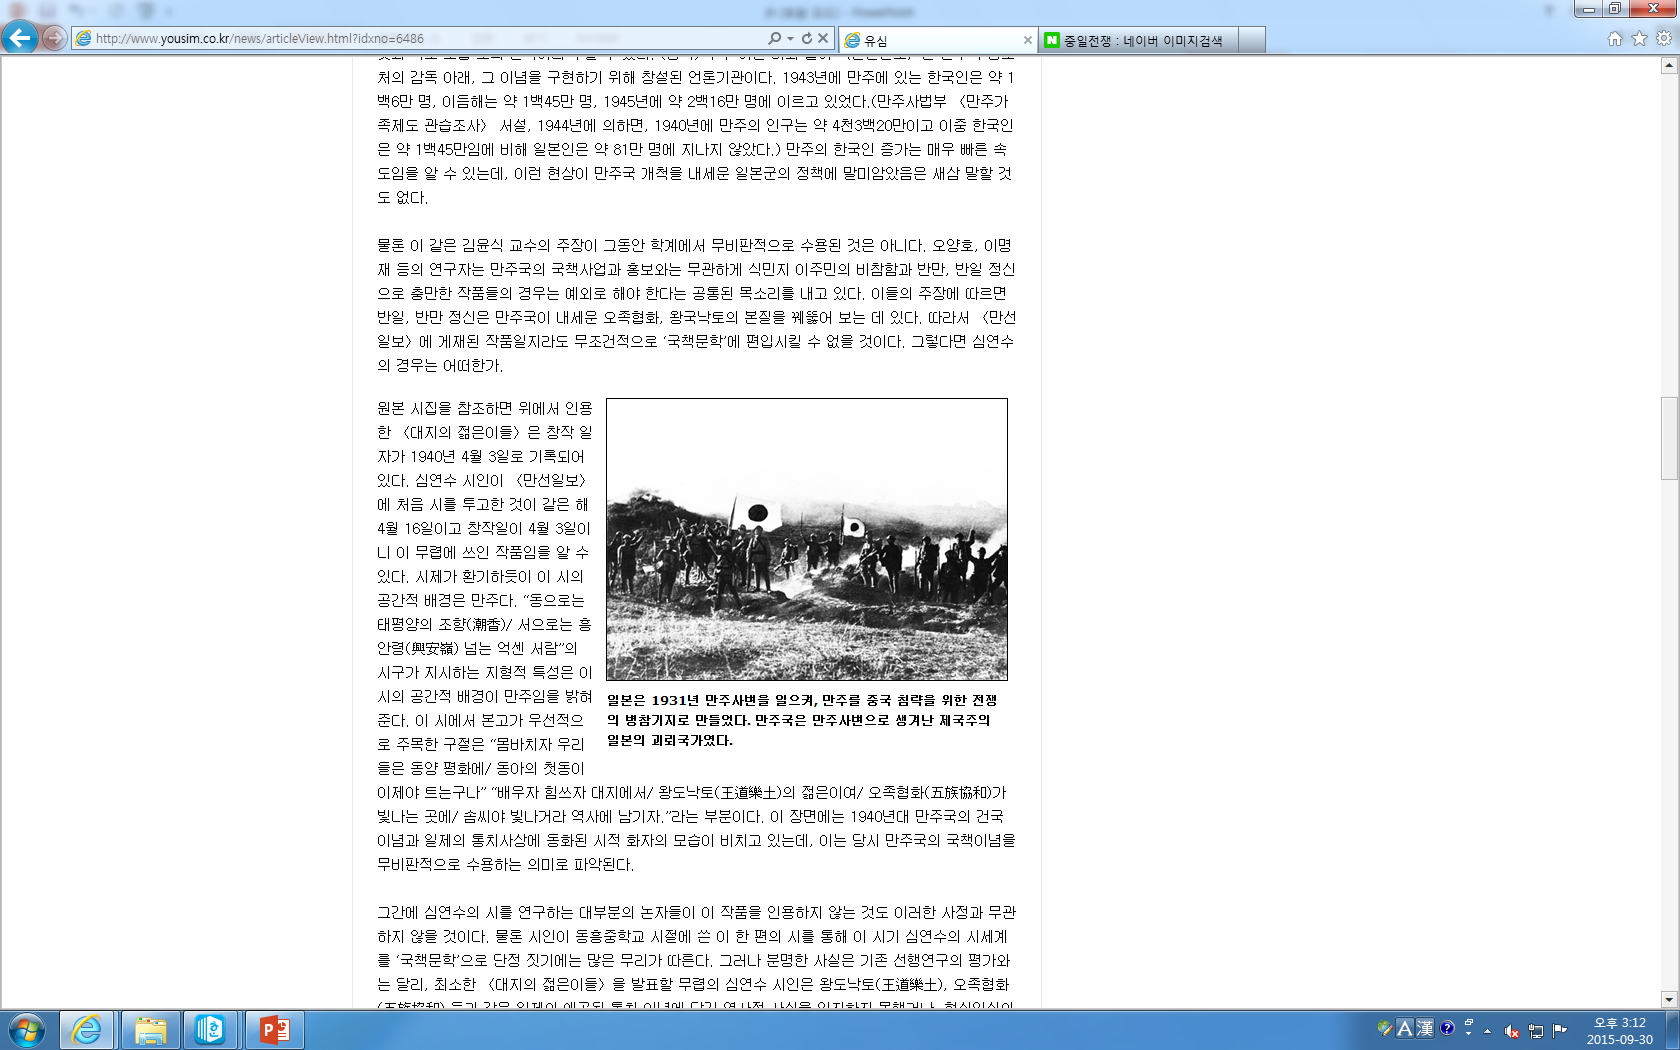 http://www.yousim.co.kr/news/articleView.html?idxno=6486
유심
중일전쟁 : 네이버 이미지검색
처의 감독 아래, 그 이념을 구현하기 위해 창설된 언론기관이다. 1943년에 만주에 있는 한국인은 약 1
백6만 명, 이듬해는 약 1백45만 명, 1945년에 약 2백16만 명에 이르고 있었다.(만주사법부 〈만주가
족제도 관습조사〉 서설, 1944년에 의하면, 1940년에 만주의 인구는 약 4천3백20만이고 이중 한국인
은 약 1백45만임에 비해 일본인은 약 81만 명에 지나지 않았다.) 만주의 한국인 증가는 매우 빠른 속
도임을 알 수 있는데, 이런 현상이 만주국 개척을 내세운 일본군의 정책에 말미암았음은 새삼 말할 것
도 없다.
물론 이 같은 김윤식 교수의 주장이 그동안 학계에서 무비판적으로 수용된 것은 아니다. 오양호, 이명
재 등의 연구자는 만주국의 국책사업과 홍보와는 무관하게 식민지 이주민의 비참함과 반만, 반일 정신
으로 충만한 작품들의 경우는 예외로 해야 한다는 공통된 목소리를 내고 있다. 이들의 주장에 따르면
반일, 반만 정신은 만주국이 내세운 오족협화, 왕국낙토의 본질을 꿰뚫어 보는 데 있다. 따라서 〈만선
일보〉에 게재된 작품일지라도 무조건적으로 ‘국책문학’에 편입시킬 수 없을 것이다. 그렇다면 심연수
의 경우는 어떠한가.
원본 시집을 참조하면 위에서 인용
한 〈대지의 젊은이들〉은 창작 일
자가 1940년 4월 3일로 기록되어
있다. 심연수 시인이 〈만선일보〉
에 처음 시를 투고한 것이 같은 해
4월 16일이고 창작일이 4월 3일이
니 이 무렵에 쓰인 작품임을 알 수
있다. 시제가 환기하듯이 이 시의
공간적 배경은 만주다. “동으로는
태평양의 조향(潮香)/ 서으로는 흥
안령(興安嶺) 넘는 억센 서람”의
시구가 지시하는 지형적 특성은 이
시의 공간적 배경이 만주임을 밝혀
준다. 이 시에서 본고가 우선적으
로 주목한 구절은 “몸바치자 우리
들은 동양 평화에/ 동아의 첫동이
이제야 트는구나” “배우자 힘쓰자 대지에서/ 왕도낙토(王道樂土)의 젊은이여/ 오족협화(五族協和)가
빛나는 곳에/ 솜씨야 빛나거라 역사에 남기자.”라는 부분이다. 이 장면에는 1940년대 만주국의 건국
이념과 일제의 통치사상에 동화된 시적 화자의 모습이 비치고 있는데, 이는 당시 만주국의 국책이념을
무비판적으로 수용하는 의미로 파악된다.
일본은 1931년 만주사변을 일으켜, 만주를 중국 침략을 위한 전쟁
의 병참기지로 만들었다. 만주국은 만주사변으로 생겨난 제국주의
일본의 괴뢰국가였다.
그간에 심연수의 시를 연구하는 대부분의 논자들이 이 작품을 인용하지 않는 것도 이러한 사정과 무관
하지 않을 것이다. 물론 시인이 동흥중학교 시절에 쓴 이 한 편의 시를 통해 이 시기 심연수의 시세계
를 ‘국책문학’으로 단정 짓기에는 많은 무리가 따른다. 그러나 분명한 사실은 기존 선행연구의 평가와
는 달리, 최소한 〈대지의 젊은이들〉을 발표할 무렵의 심연수 시인은 왕도낙토(王道樂土), 오족협화
A 漢
오후 3:12
2015-09-30